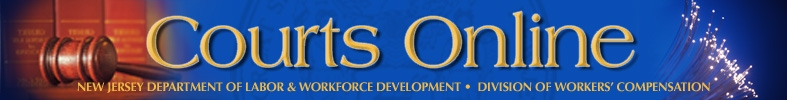 Courts Online
NEW JERSEY DEPARTMENT OF LABOR & WORKFORCE DEVELOPMENT • DIVISION OF WORKERS' COMPENSATION